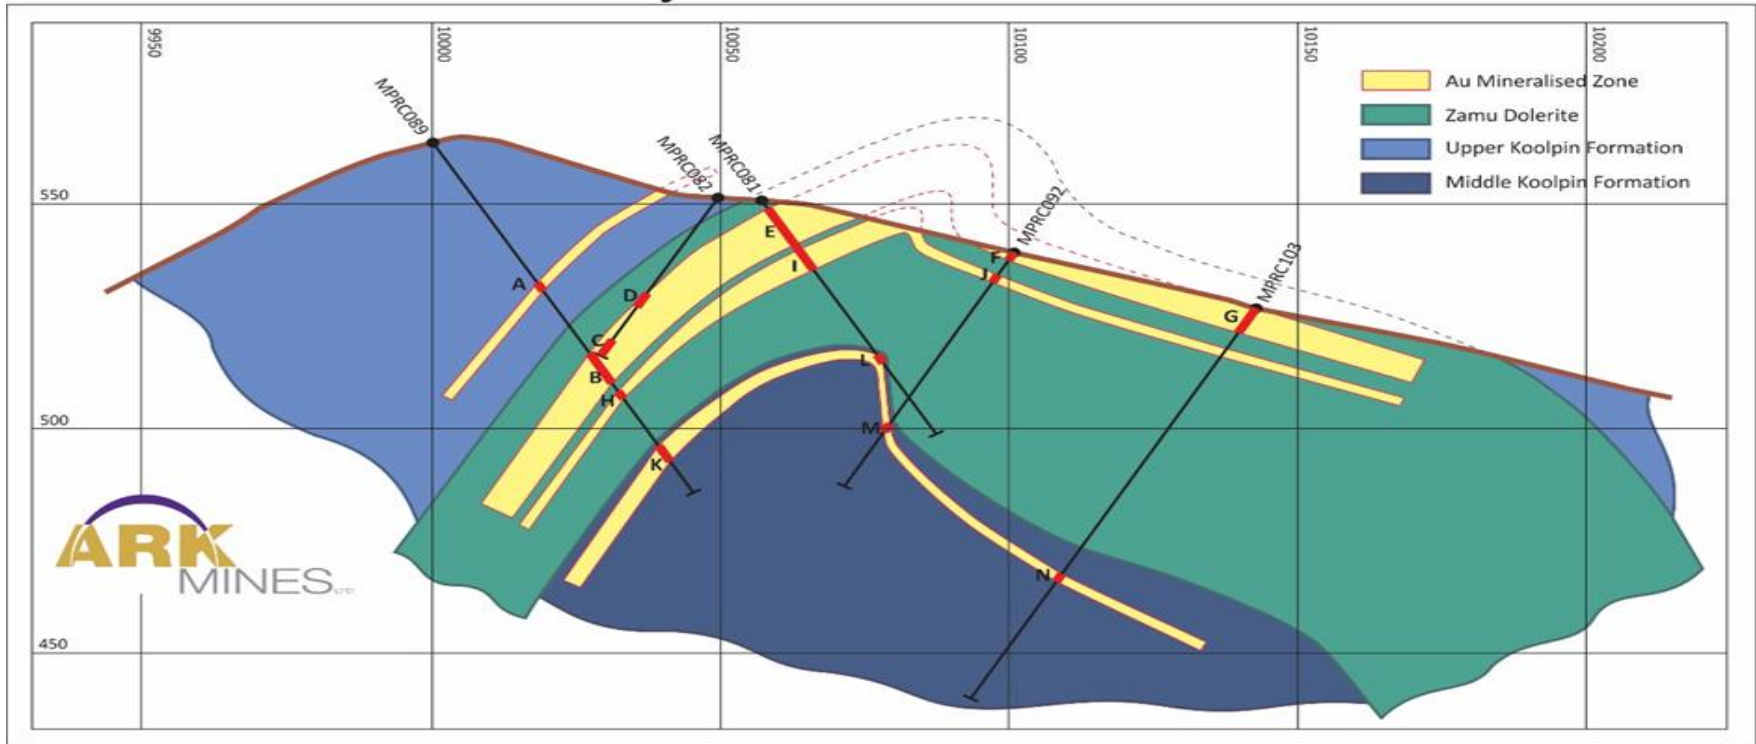 9950
10000
10050
10100
10150
10200
MPRC089
MPRC082
MPRC081
MPRC092
MPRC103
Au Mineralised Zone
Zamu Dolerite
Upper Koolpin Formation
Middle Koolpin Formation
550
500
450
A
B
C
D
E
F
G
H
I
J
K
L
M
N
ARK
MINES LTD